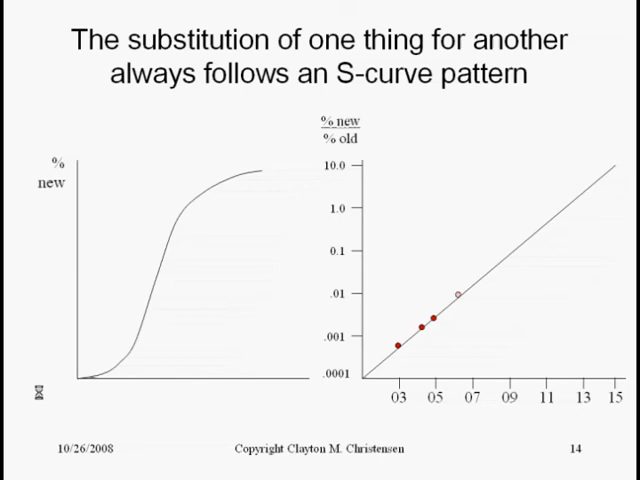 The substitution of one thing for another
always follows an S-curve pattern
%
new
% new
% old
10.0
1.0
0.1
.01
.001
.0001
03 05 07 09 11 13 15
10/26/2008 Copyright Clayton M. Christensen 14